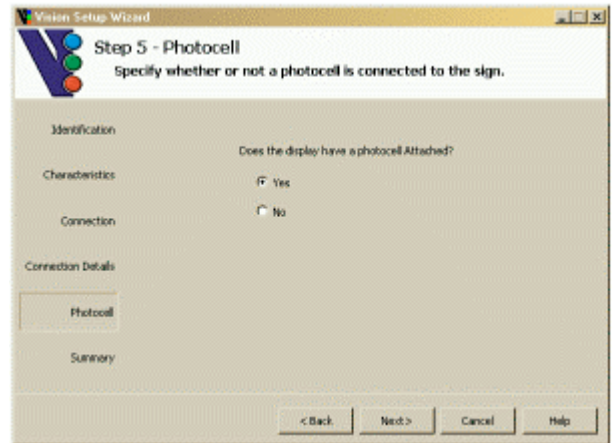 Vision Setup Wizard
Step 5 - Photocell
Specify whether or not a photocell is connected to the sign.
Identification
Characteristics
Connection
Connection Details
Photocell
Summary
Does the display have a photocell Attached?
Yes
No
< Back
Next >
Cancel
Help